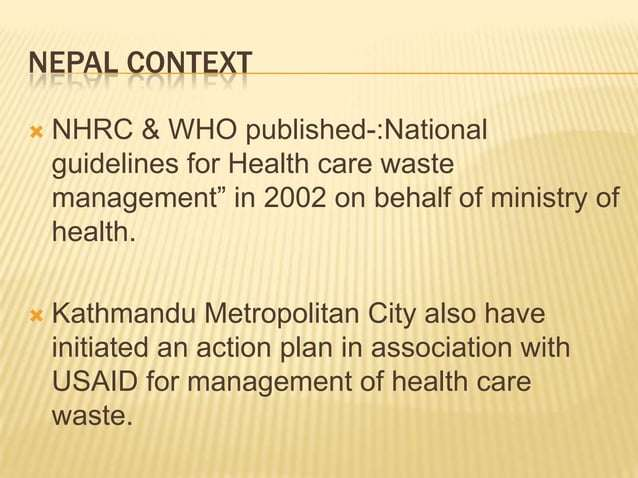 NEPAL CONTEXT
NHRC & WHO published-:National
guidelines for Health care waste
management” in 2002 on behalf of ministry of
health.
Kathmandu Metropolitan City also have
initiated an action plan in association with
USAID for management of health care
waste.